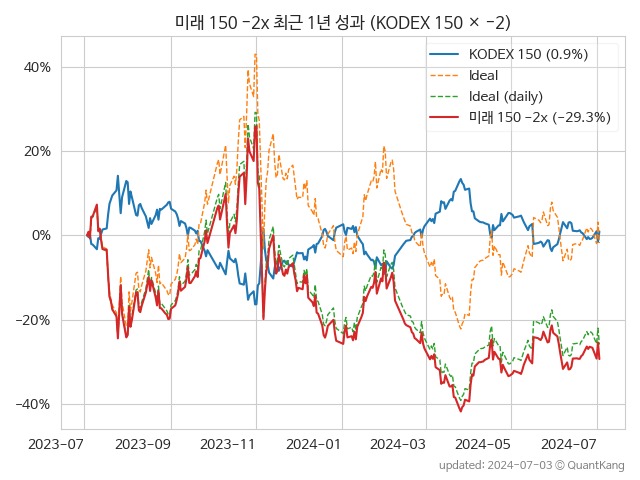 미래 150 −2x 최근 1년 성과 (KODEX 150 × −2)
KODEX 150 (0.9%)
Ideal
Ideal (daily)
미래 150 −2x (−29.3%)
40%
20%
0%
−20%
−40%
2023-07
2023-09
2023-11
2024-01
2024-03
2024-05
2024-07
updated: 2024-07-03 © QuantKang